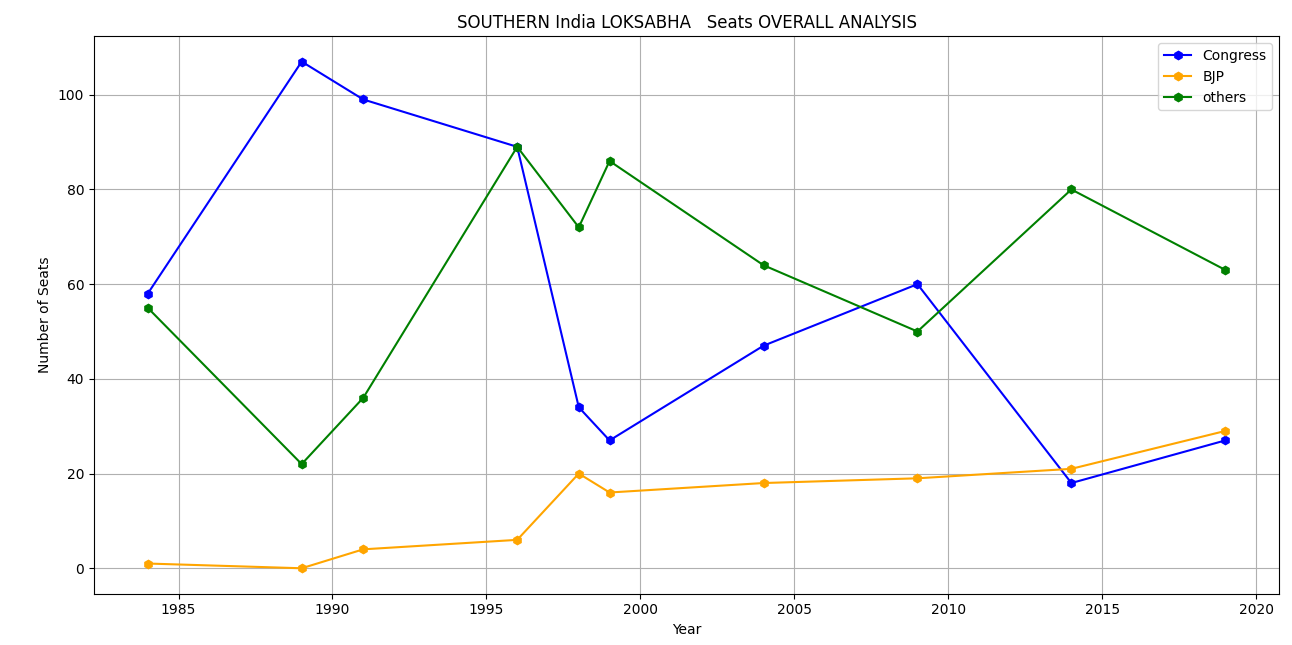 SOUTHERN India LOKSABHA   Seats OVERALL ANALYSIS
Congress
BJP
others
Number of Seats
100
80
60
40
20
0
1985 1990 1995 2000 2005 2010 2015 2020
Year